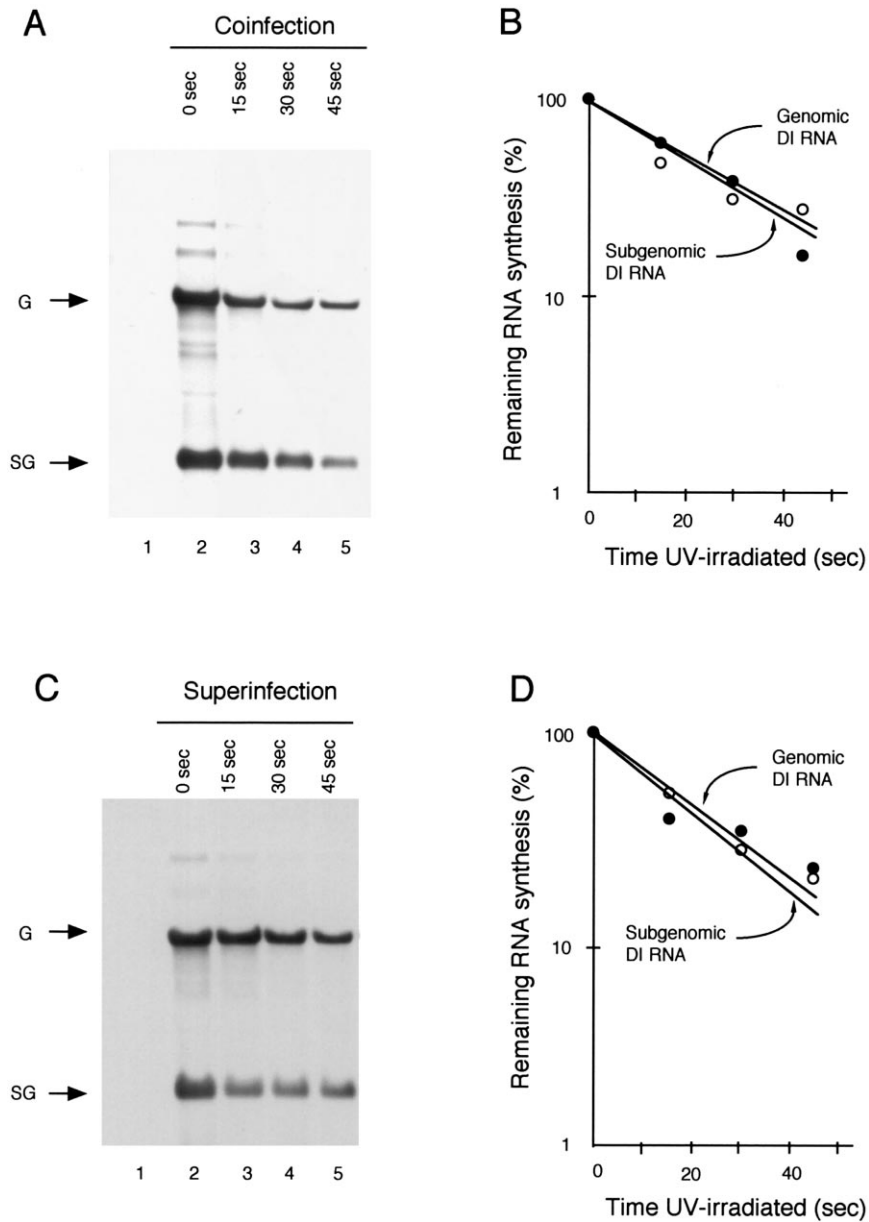 A
Coinfection
0 sec
15 sec
30 sec
45 sec
G
SG
1 2 3 4 5
B
Remaining RNA synthesis (%)
100
10
1
Genomic
DI RNA
Subgenomic
DI RNA
0 20 40
Time UV-irradiated (sec)
C
Superinfection
0 sec
15 sec
30 sec
45 sec
G
SG
1 2 3 4 5
D
Remaining RNA synthesis (%)
100
10
1
Genomic
DI RNA
Subgenomic
DI RNA
0 20 40
Time UV-irradiated (sec)